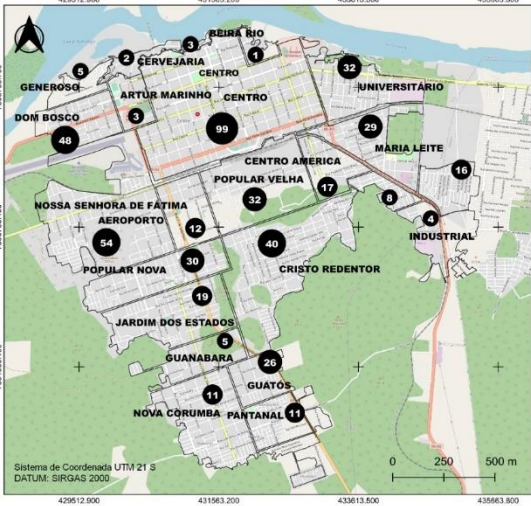 429512.900 431563.200 433613.500 435663.800
BEIRA RIO
3
2
1
CERVEJARIA
5
32
CENTRO
GENEROSO
UNIVERSITÁRIO
ARTUR MARINHO
CENTRO
DOM BOSCO
3
99
29
48
MARIA LEITE
CENTRO AMERICA
16
POPULAR VELHA
17
NOSSA SENHORA DE FÁTIMA
32
8
AEROPORTO
4
12
INDUSTRIAL
54
40
30
POPULAR NOVA
CRISTO REDENTOR
19
JARDIM DOS ESTADOS
5
GUANABARA
26
GUATÓS
11
NOVA CORUMBA
PANTANAL
11
Sistema de Coordenada UTM 21 S
DATUM: SIRGAS 2000
0 250 500 m
429512.900 431563.200 433613.500 435663.800